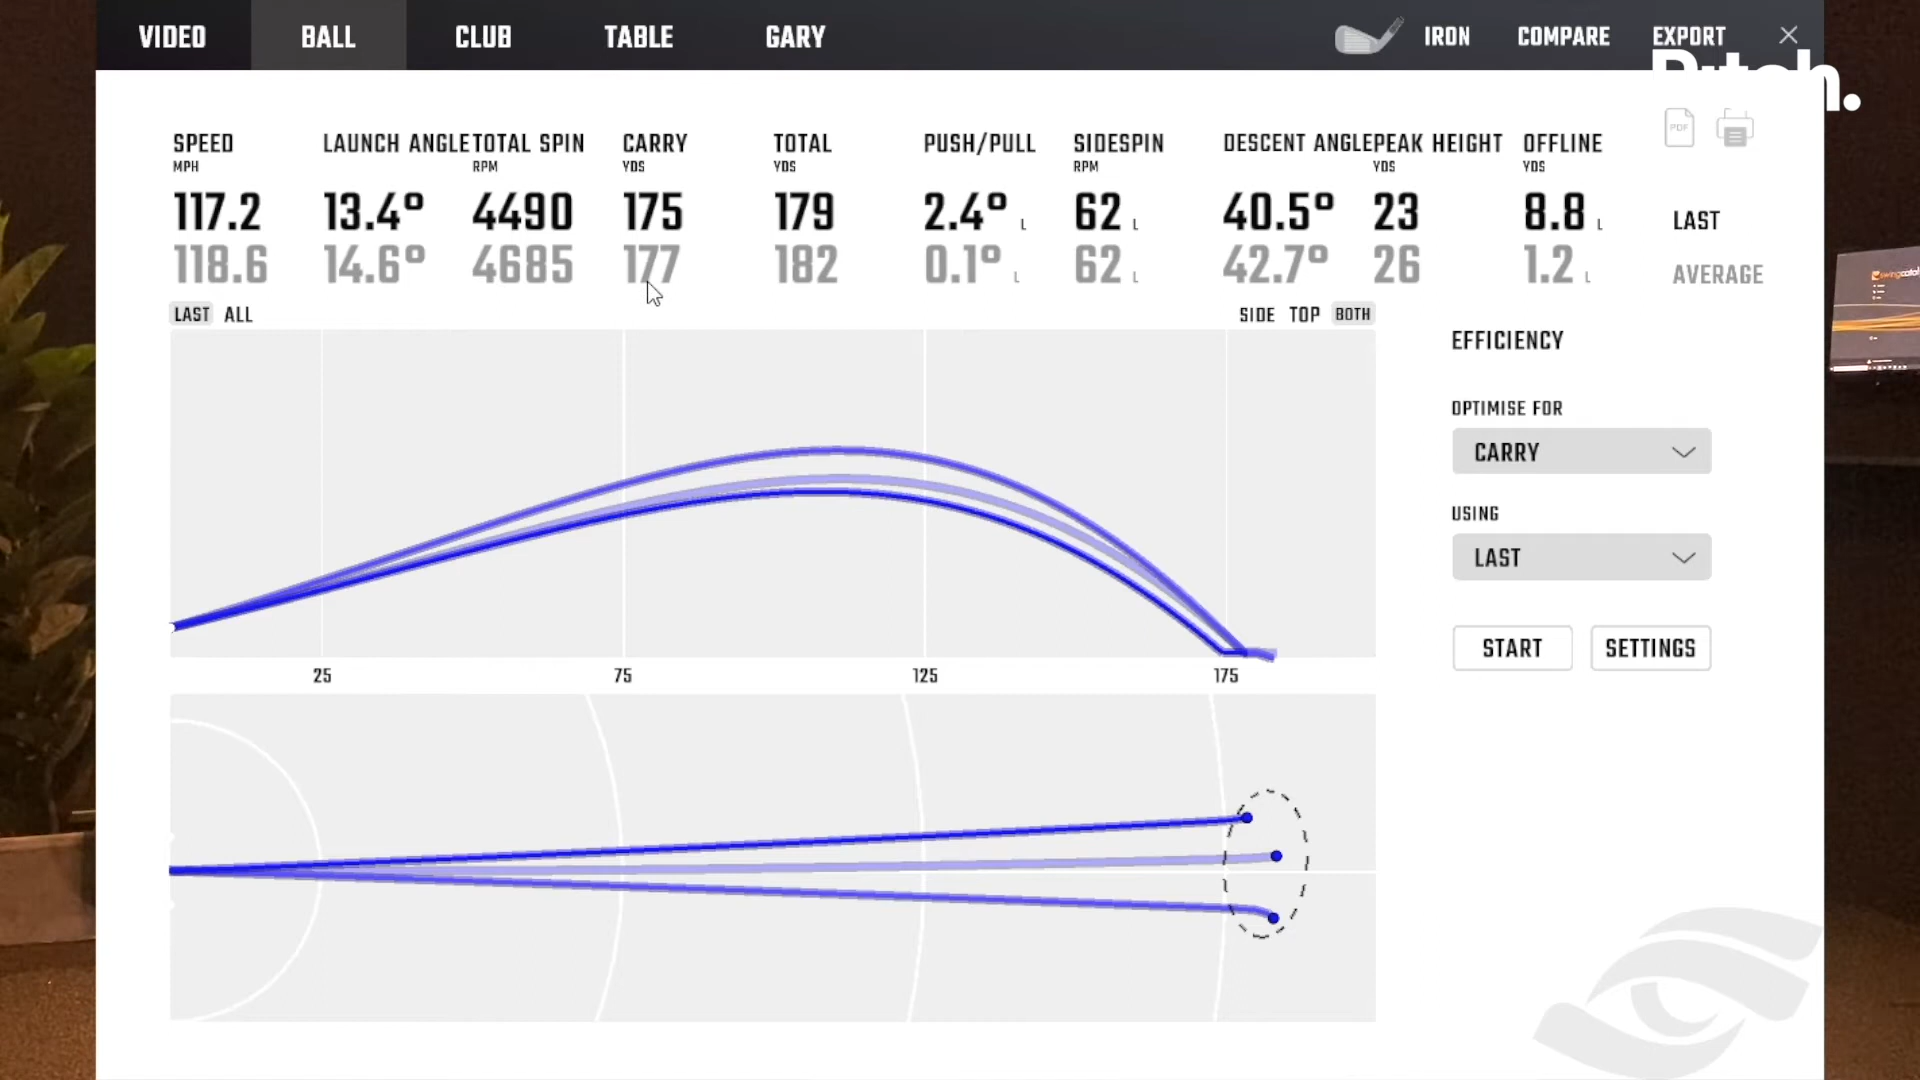 VIDEO BALL CLUB TABLE GARY IRON COMPARE EXPORT
SPEED LAUNCH ANGLE TOTAL SPIN CARRY TOTAL PUSH/PULL SIDESPIN DESCENT ANGLE PEAK HEIGHT OFFLINE
MPH RPM YDS YDS RPM YDS YDS
PDF
117.2 13.4° 4490 175 179 2.4° L 62 L 40.5° 23 8.8 L LAST
118.6 14.6° 4685 177 182 0.1° L 62 L 42.7° 26 1.2 L AVERAGE
LAST ALL SIDE TOP BOTH
EFFICIENCY
OPTIMISE FOR
CARRY
USING
LAST
START SETTINGS
25 75 125 175